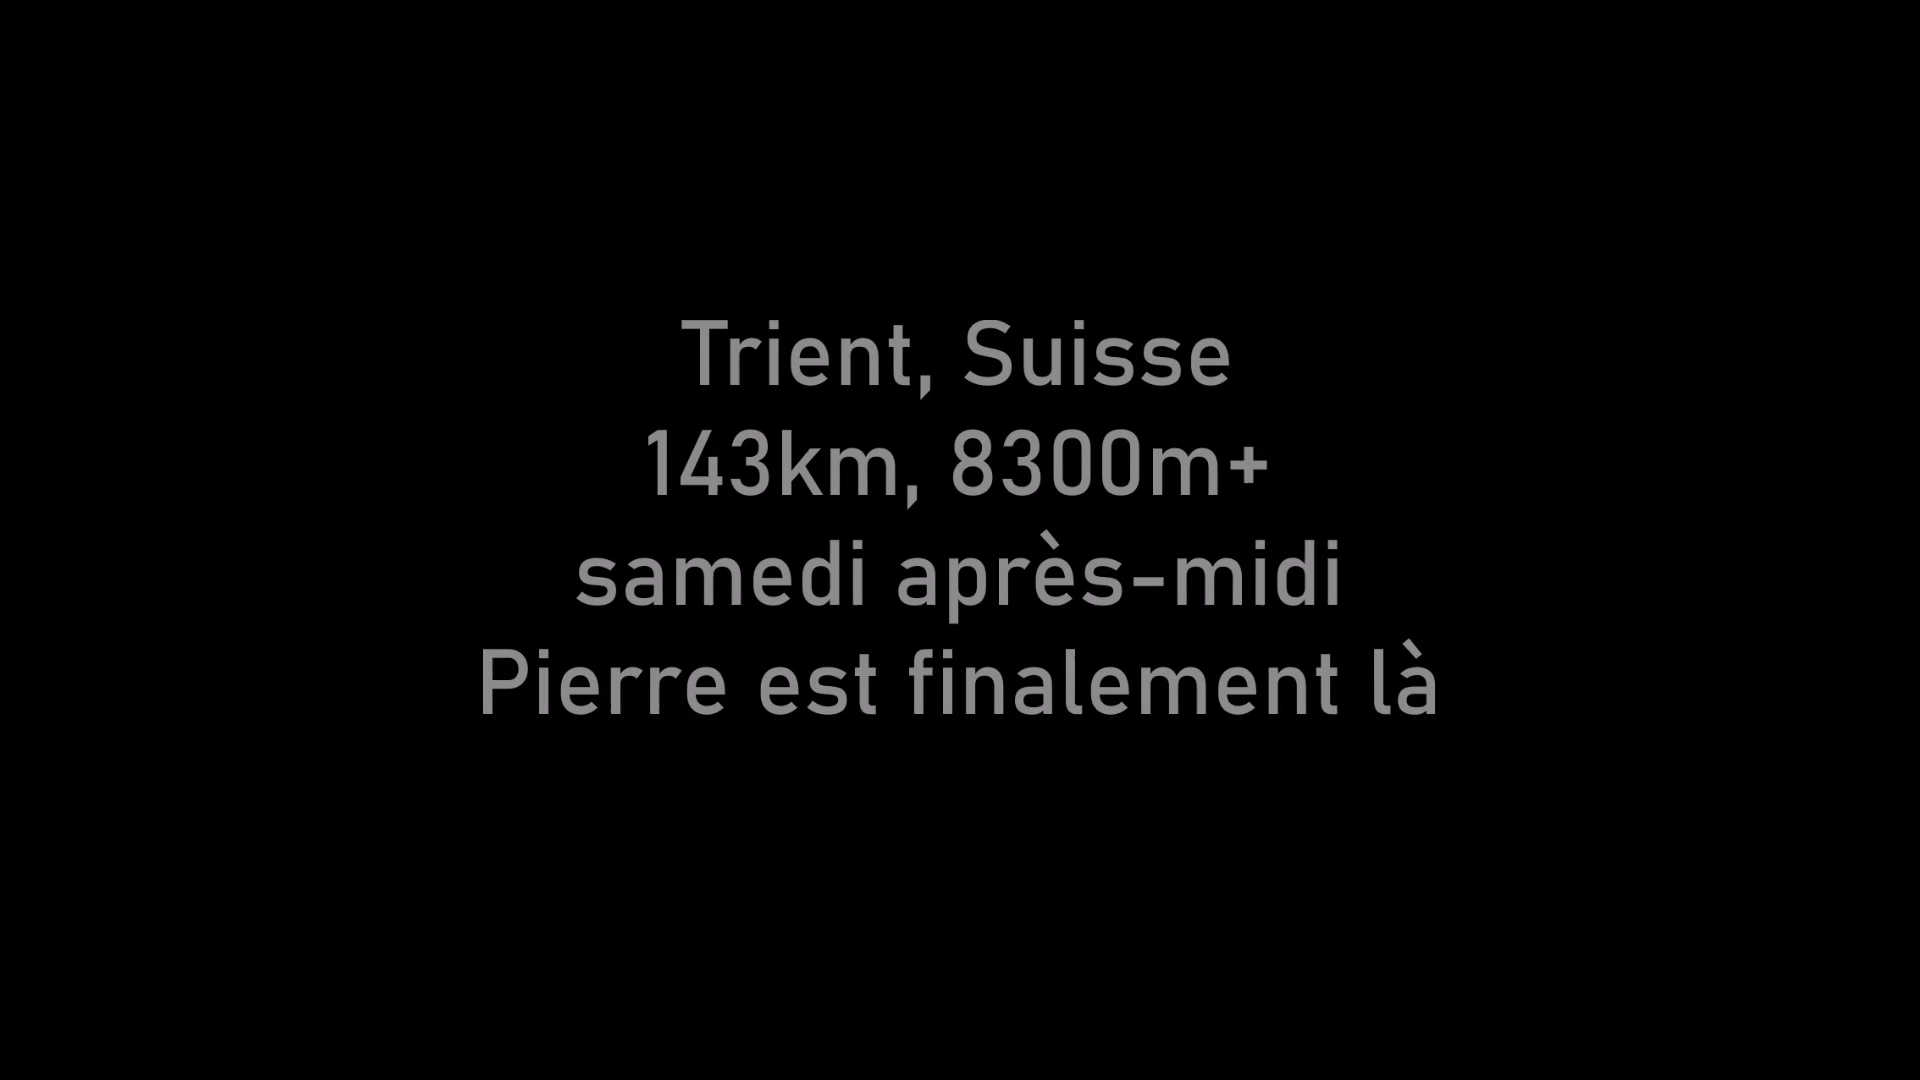 Trient, Suisse
143km, 8300m+
samedi après-midi
Pierre est finalement là